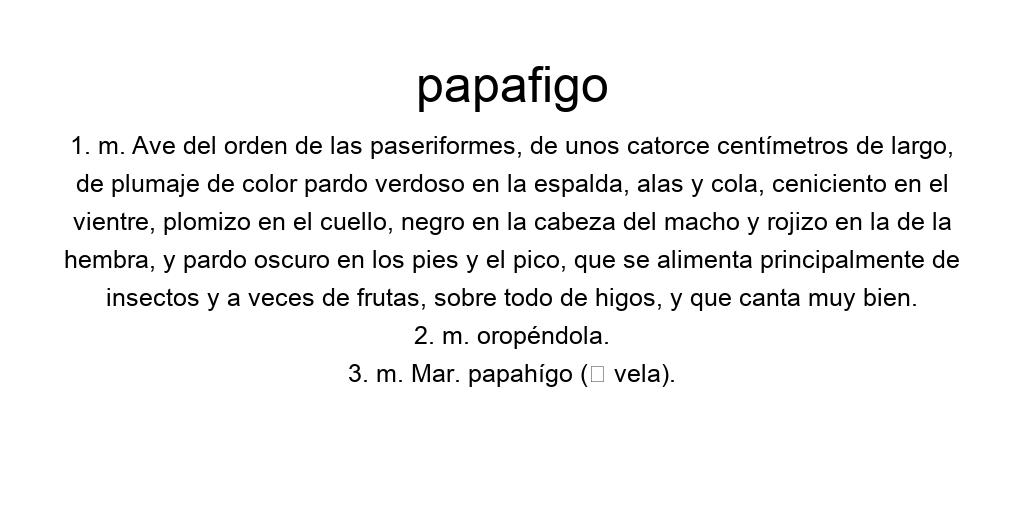 papafigo
1. m. Ave del orden de las paseriformes, de unos catorce centímetros de largo,
de plumaje de color pardo verdoso en la espalda, alas y cola, ceniciento en el
vientre, plomizo en el cuello, negro en la cabeza del macho y rojizo en la de la
hembra, y pardo oscuro en los pies y el pico, que se alimenta principalmente de
insectos y a veces de frutas, sobre todo de higos, y que canta muy bien.
2. m. oropéndola.
3. m. Mar. papahígo (□ vela).